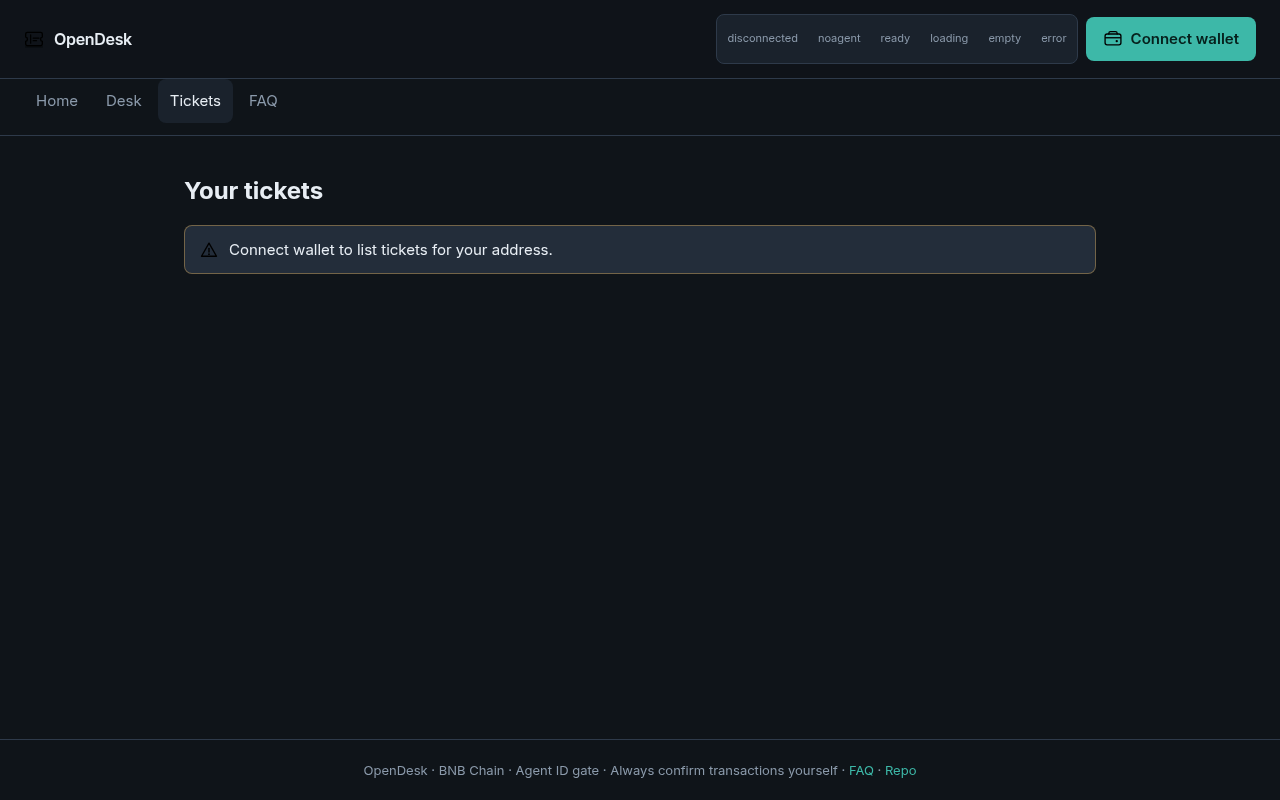 OpenDesk
disconnected noagent ready loading empty error
Connect wallet
Home Desk Tickets FAQ
Your tickets
Connect wallet to list tickets for your address.
OpenDesk · BNB Chain · Agent ID gate · Always confirm transactions yourself · FAQ · Repo